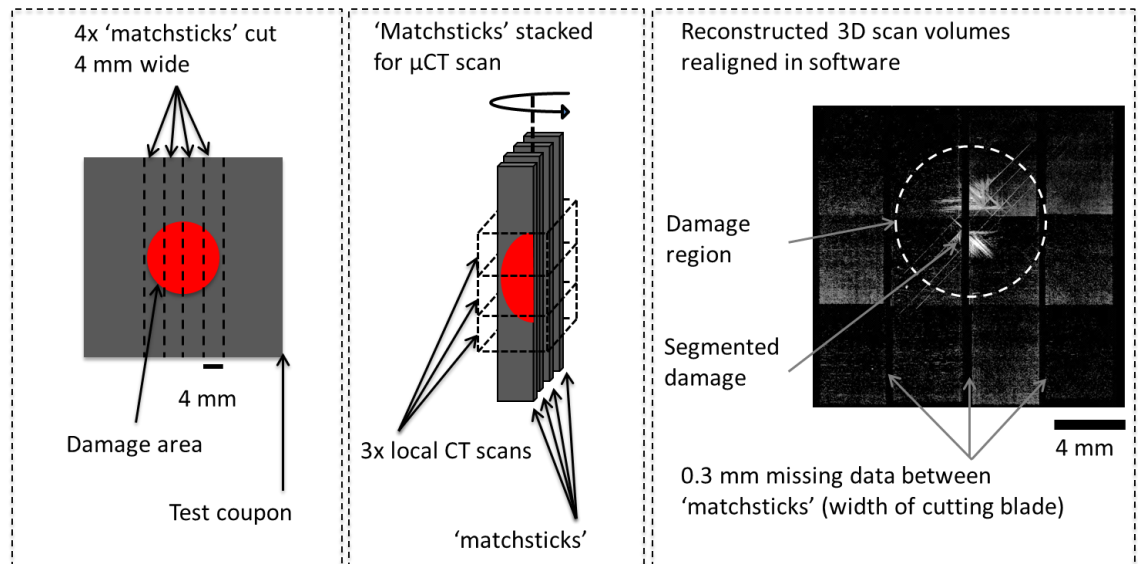 4x ‘matchsticks’ cut
4 mm wide
4 mm
Damage area
Test coupon
‘Matchsticks’ stacked
for µCT scan
3x local CT scans
‘matchsticks’
Reconstructed 3D scan volumes
realigned in software
Damage
region
Segmented
damage
4 mm
0.3 mm missing data between
‘matchsticks’ (width of cutting blade)